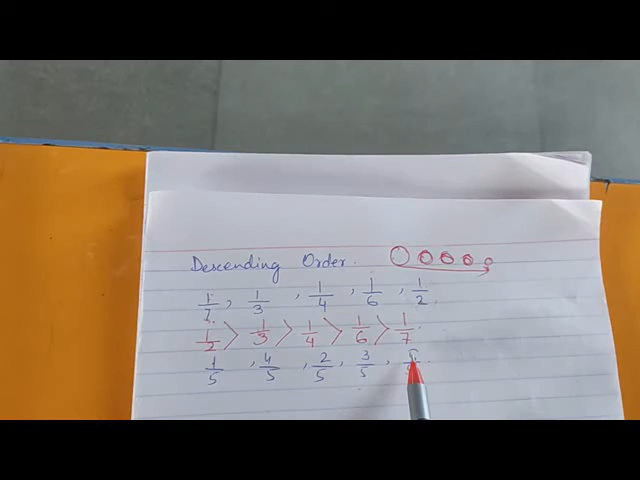 Descending Order.
1/7, 1/3, 1/4, 1/6, 1/2.
1/2 > 1/3 > 1/4 > 1/6 > 1/7.
1/5, 4/5, 2/5, 3/5,